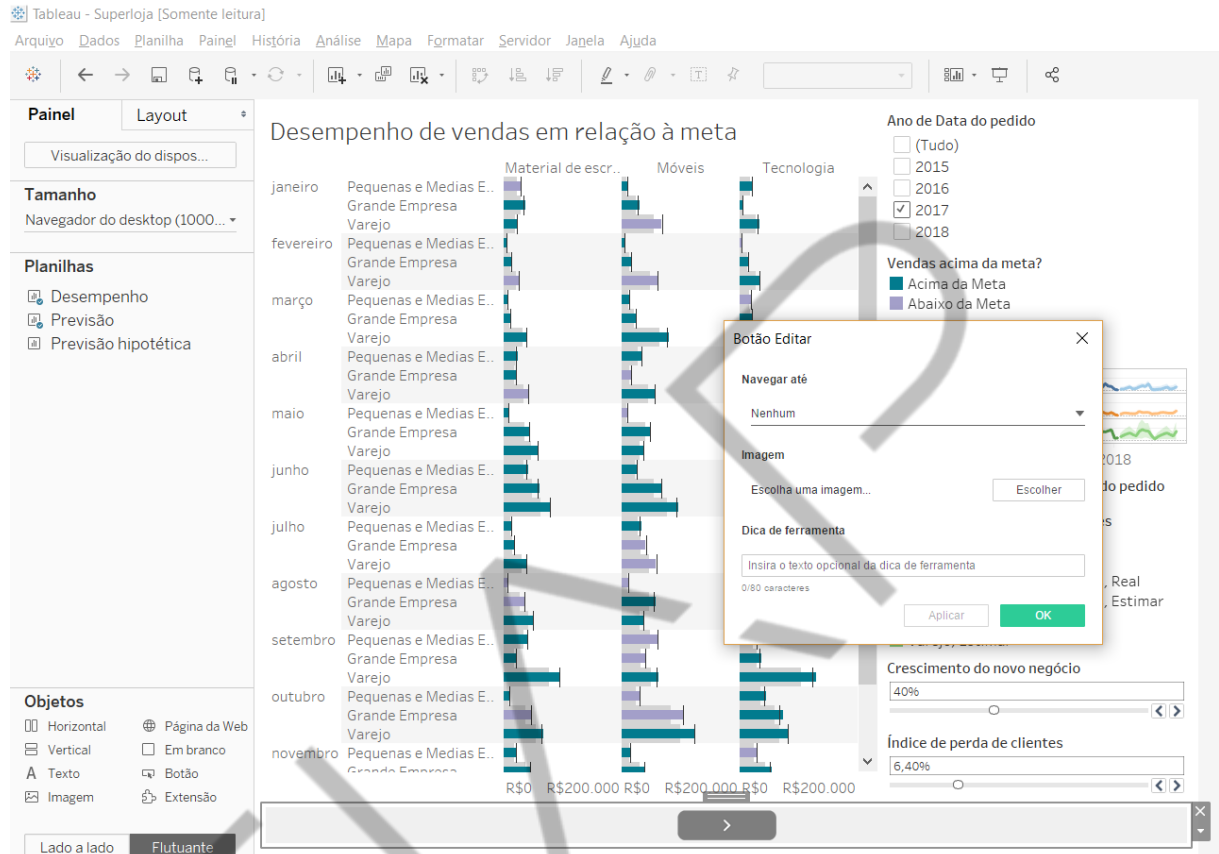 Tableau - Superloja [Somente leitura]
Arquivo Dados Planilha Painel História Análise Mapa Formatar Servidor Janela Ajuda
Painel Layout
Visualização do dispos...
Tamanho
Navegador do desktop (1000...
Planilhas
Desempenho
Previsão
Previsão hipotética
Objetos
Horizontal Página da Web
Vertical Em branco
Texto Botão
Imagem Extensão
Lado a lado Flutuante
Desempenho de vendas em relação à meta
Material de escr.. Móveis Tecnologia
janeiro Pequenas e Medias E..
Grande Empresa
Varejo
fevereiro Pequenas e Medias E..
Grande Empresa
Varejo
março Pequenas e Medias E..
Grande Empresa
Varejo
abril Pequenas e Medias E..
Grande Empresa
Varejo
maio Pequenas e Medias E..
Grande Empresa
Varejo
junho Pequenas e Medias E..
Grande Empresa
Varejo
julho Pequenas e Medias E..
Grande Empresa
Varejo
agosto Pequenas e Medias E..
Grande Empresa
Varejo
setembro Pequenas e Medias E..
Grande Empresa
Varejo
outubro Pequenas e Medias E..
Grande Empresa
Varejo
novembro Pequenas e Medias E..
Grande Empresa
R$0 R$200.000 R$0 R$200.000 R$0 R$200.000
Ano de Data do pedido
(Tudo)
2015
2016
2017
2018
Vendas acima da meta?
Acima da Meta
Abaixo da Meta
Botão Editar
Navegar até
Nenhum
Imagem
Escolha uma imagem... Escolher
Dica de ferramenta
Insira o texto opcional da dica de ferramenta
0/80 caracteres
Aplicar OK
2018
do pedido
, Real
, Estimar
Crescimento do novo negócio
40%
Índice de perda de clientes
6,40%